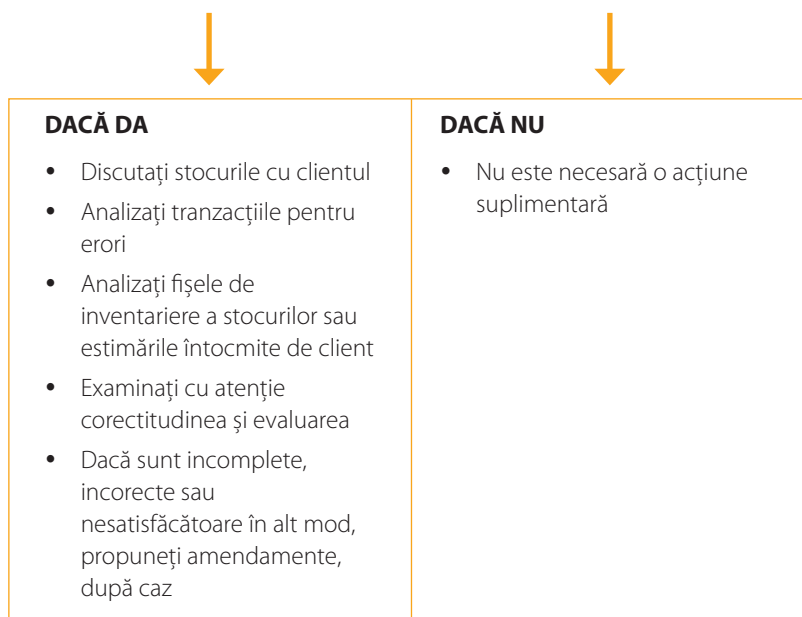 DACĂ DA
• Discutați stocurile cu clientul
• Analizați tranzacțiile pentru
erori
• Analizați fișele de
inventariere a stocurilor sau
estimările întocmite de client
• Examinați cu atenție
corectitudinea și evaluarea
• Dacă sunt incomplete,
incorecte sau
nesatisfăcătoare în alt mod,
propuneți amendamente,
după caz
DACĂ NU
• Nu este necesară o acțiune
suplimentară